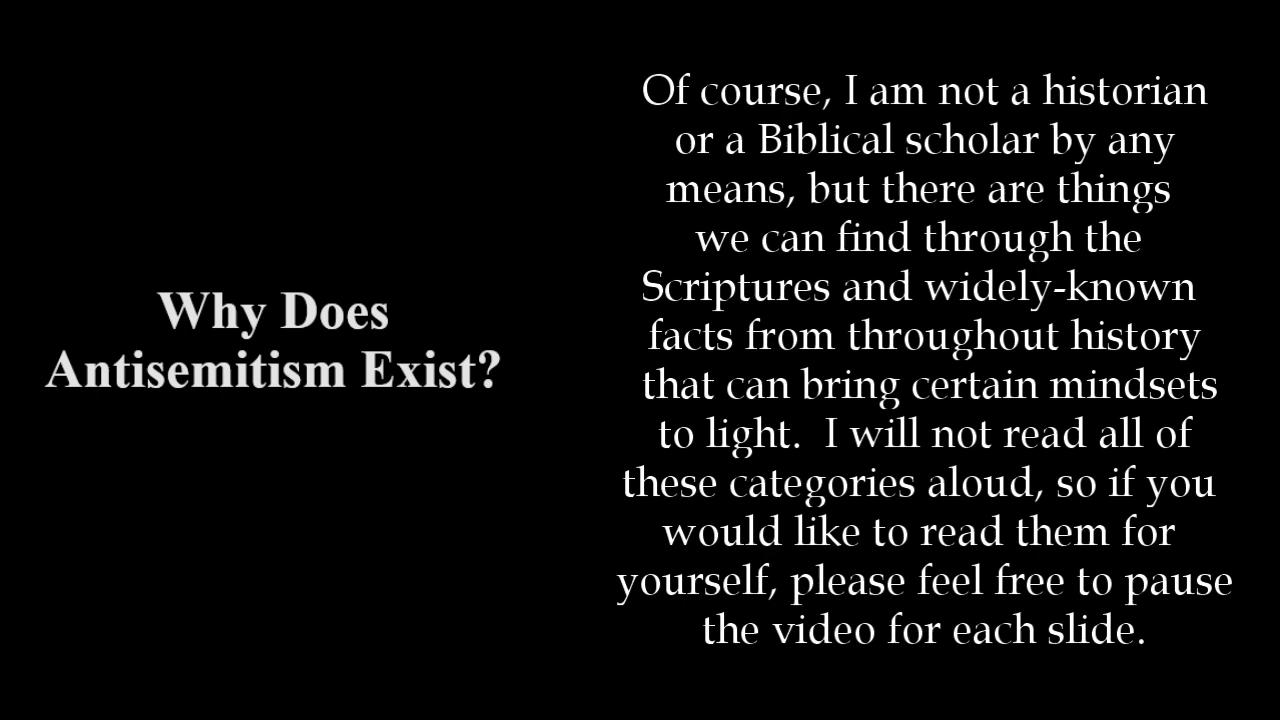 Why Does
Antisemitism Exist?
Of course, I am not a historian
or a Biblical scholar by any
means, but there are things
we can find through the
Scriptures and widely-known
facts from throughout history
that can bring certain mindsets
to light.  I will not read all of
these categories aloud, so if you
would like to read them for
yourself, please feel free to pause
the video for each slide.